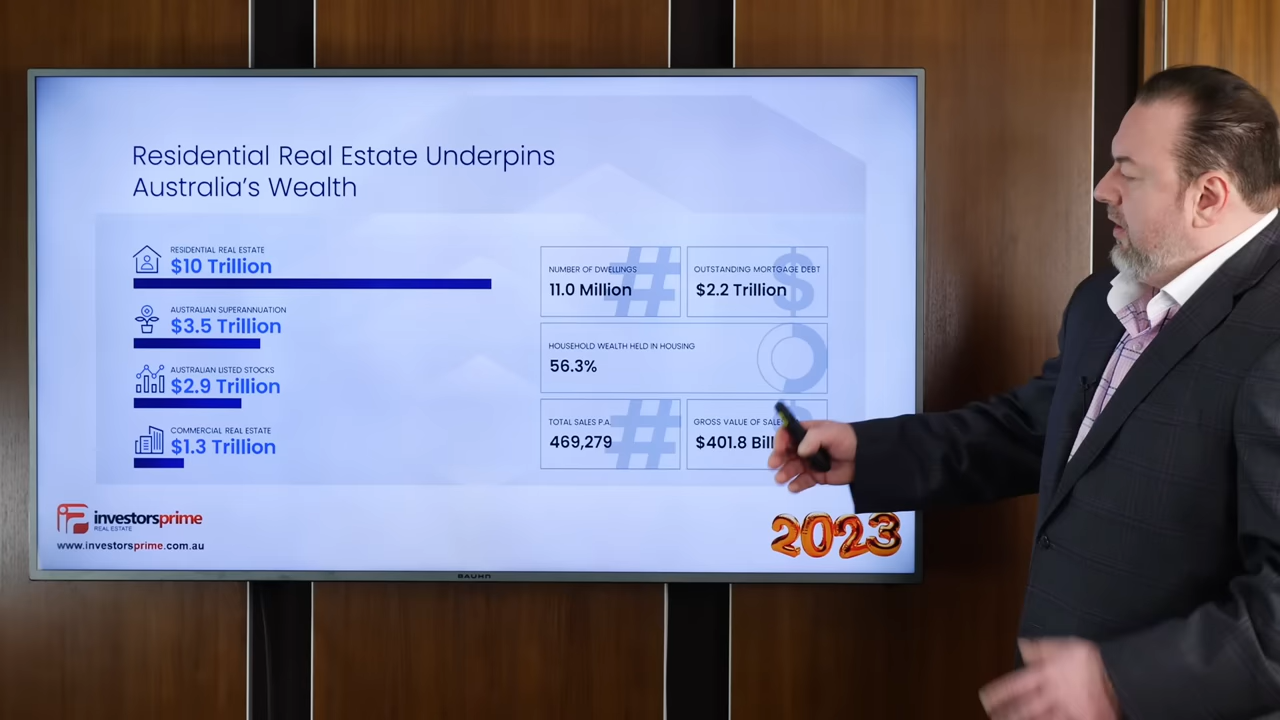 Residential Real Estate Underpins
Australia's Wealth
RESIDENTIAL REAL ESTATE
$10 Trillion
AUSTRALIAN SUPERANNUATION
$3.5 Trillion
AUSTRALIAN LISTED STOCKS
$2.9 Trillion
COMMERCIAL REAL ESTATE
$1.3 Trillion
NUMBER OF DWELLINGS
11.0 Million
OUTSTANDING MORTGAGE DEBT
$2.2 Trillion
HOUSEHOLD WEALTH HELD IN HOUSING
56.3%
TOTAL SALES P.A.
469,279
GROSS VALUE OF SALE
$401.8 Bil
investorsprime
REAL ESTATE
www.investorsprime.com.au
2023
BAUHN